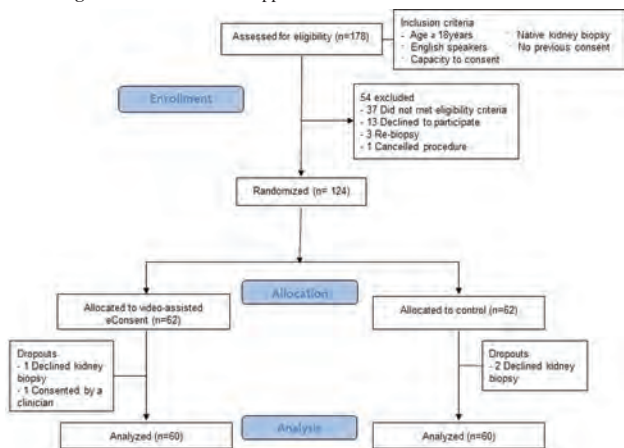 Assessed for eligibility (n=178)
Inclusion criteria
- Age ≥ 18years
· Native kidney biopsy
· English speakers
· No previous consent
· Capacity to consent
Enrollment
54 excluded
- 37 Did not met eligibility criteria
- 13 Declined to participate
- 3 Re-biopsy
- 1 Cancelled procedure
Randomized (n= 124)
Allocation
Allocated to video-assisted
eConsent (n=62)
Allocated to control (n=62)
Dropouts
- 1 Declined kidney
biopsy
- 1 Consented by a
clinician
Dropouts
- 2 Declined kidney
biopsy
Analysis
Analyzed (n=60)
Analyzed (n=60)